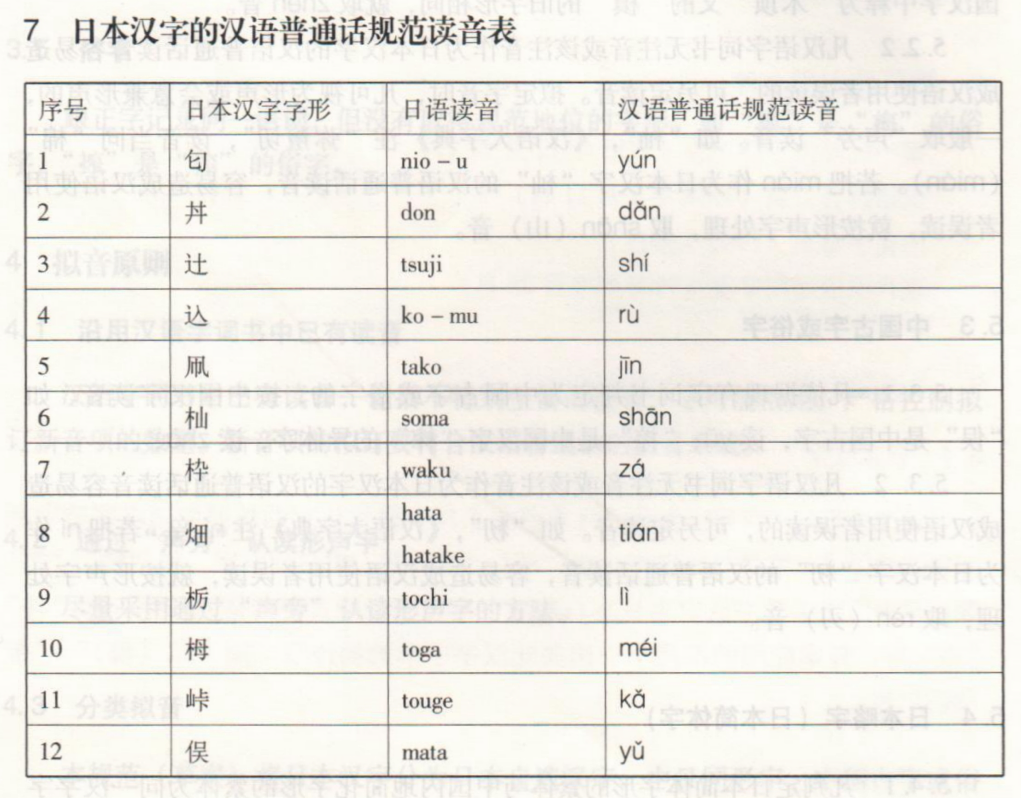 7 日本汉字的汉语普通话规范读音表
序号 日本汉字字形 日语读音 汉语普通话规范读音
1 匂 nio – u yún
2 丼 don dǎn
3 辻 tsuji shí
4 込 ko – mu rù
5 凧 tako jīn
6 杣 soma shān
7 枠 waku zá
8 畑 hata hatake tián
9 栃 tochi lì
10 栂 toga méi
11 峠 touge kǎ
12 俣 mata yǔ